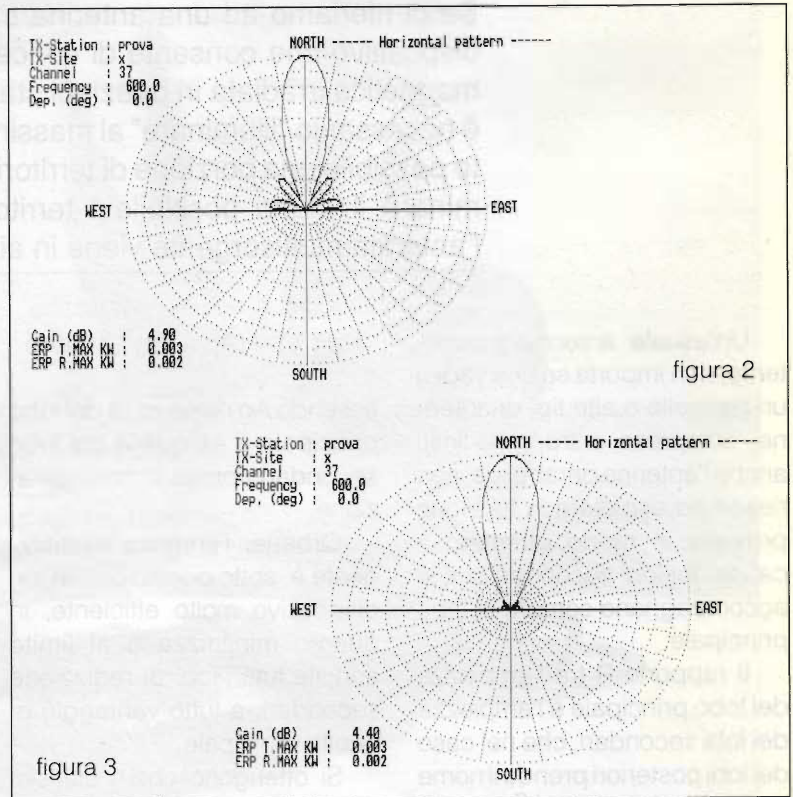 TX-Station : prova
TX-Site : x
Channel : 37
Frequency : 600.0
Dep. (deg) : 0.0
NORTH ----- Horizontal pattern ------
WEST
EAST
Gain (dB) : 4.90
ERP T.MAX KW : 0.003
ERP R.MAX KW : 0.002
SOUTH
figura 2
TX-Station : prova
TX-Site : x
Channel : 37
Frequency : 600.0
Dep. (deg) : 0.0
NORTH ----- Horizontal pattern -----
WEST
EAST
Gain (dB) : 4.40
ERP T.MAX KW : 0.003
ERP R.MAX KW : 0.002
SOUTH
figura 3